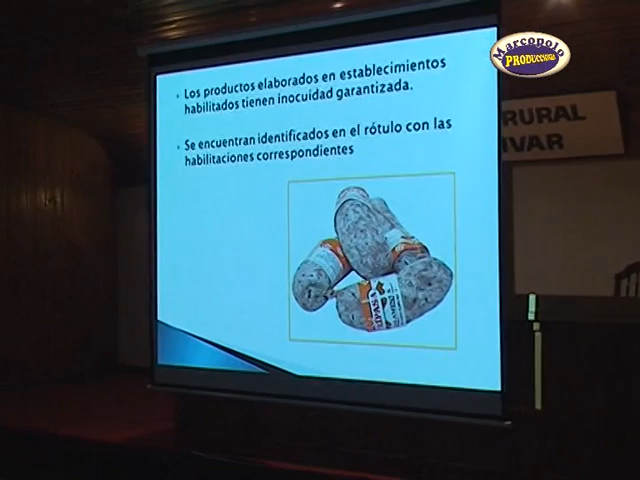 Marcopolo
PRODUCCIONES
Los productos elaborados en establecimientos
habilitados tienen inocuidad garantizada.
Se encuentran identificados en el rótulo con las
habilitaciones correspondientes
RURAL
IVAR